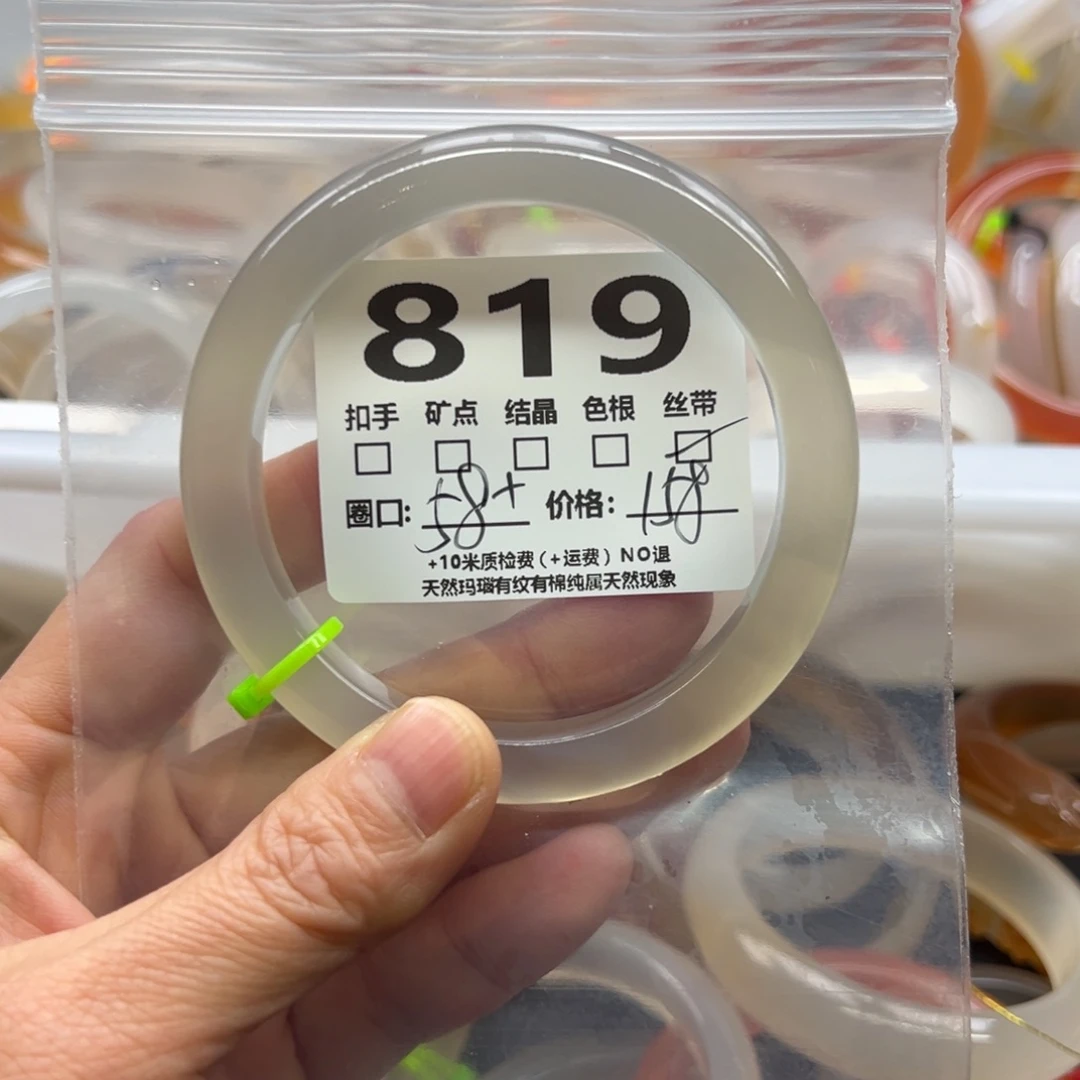 819
扣手 矿点 结晶 色根 丝带
圈口: 58+ 价格: 158
+10米质检费(+运费) NO退
天然玛瑙有纹有棉纯属天然现象